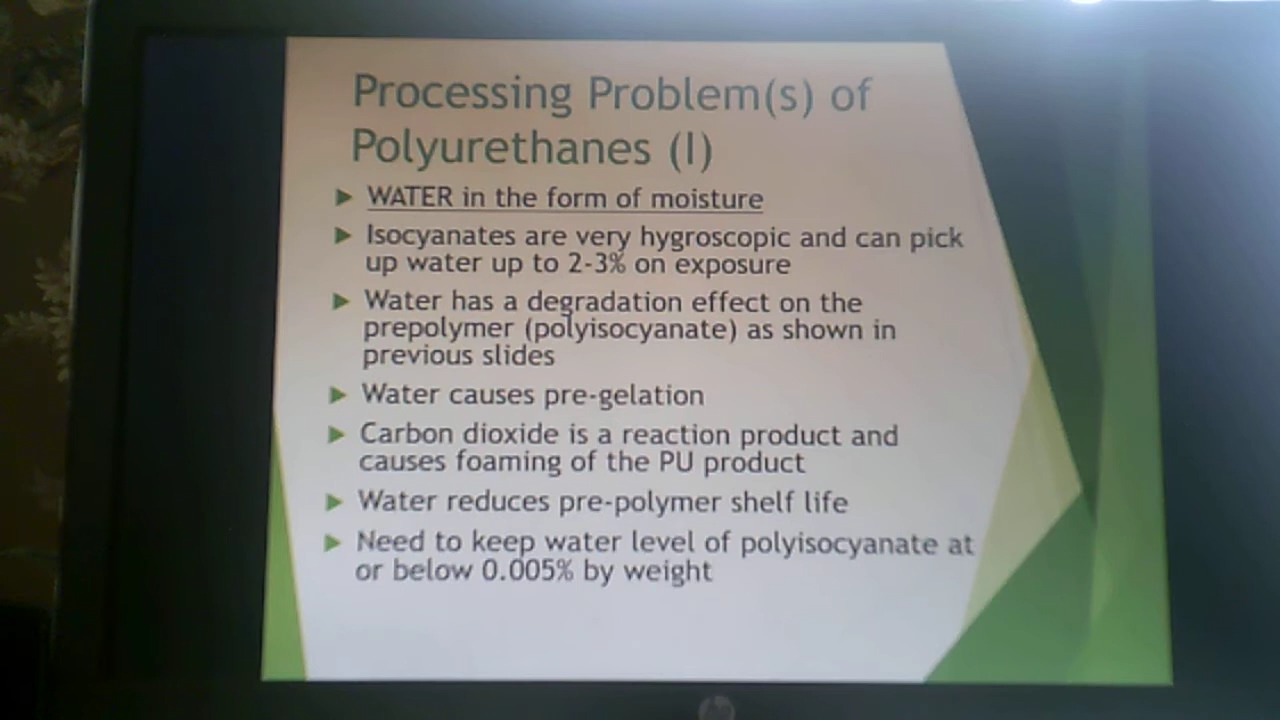 Processing Problem(s) of
Polyurethanes (I)
WATER in the form of moisture
Isocyanates are very hygroscopic and can pick
up water up to 2-3% on exposure
Water has a degradation effect on the
prepolymer (polyisocyanate) as shown in
previous slides
Water causes pre-gelation
Carbon dioxide is a reaction product and
causes foaming of the PU product
Water reduces pre-polymer shelf life
Need to keep water level of polyisocyanate at
or below 0.005% by weight